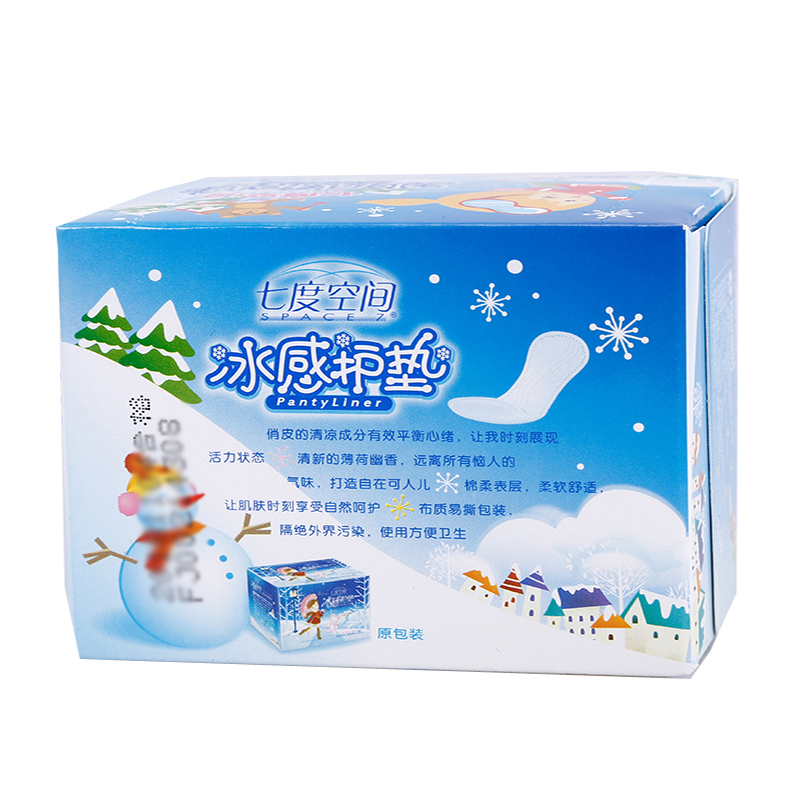 七度空间
SPACE 7®
冰感护垫
PantyLiner
俏皮的清凉成分有效平衡心绪，让我时刻展现
活力状态 清新的薄荷幽香，远离所有恼人的
气味，打造自在可人儿 棉柔表层，柔软舒适，
让肌肤时刻享受自然呵护 布质易撕包装，
隔绝外界污染，使用方便卫生
原包装